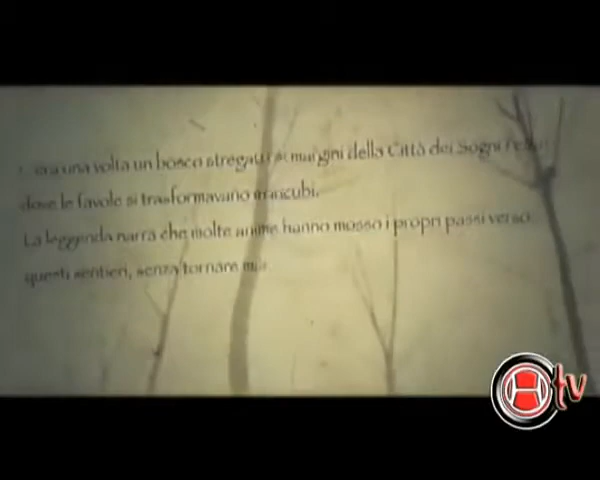 era una volta un bosco stregato ai margini della Città dei Sogni
dove le favole si trasformavano in incubi.
La leggenda narra che molte anime hanno mosso i propri passi verso
questi sentieri, senza tornare mai
H tv